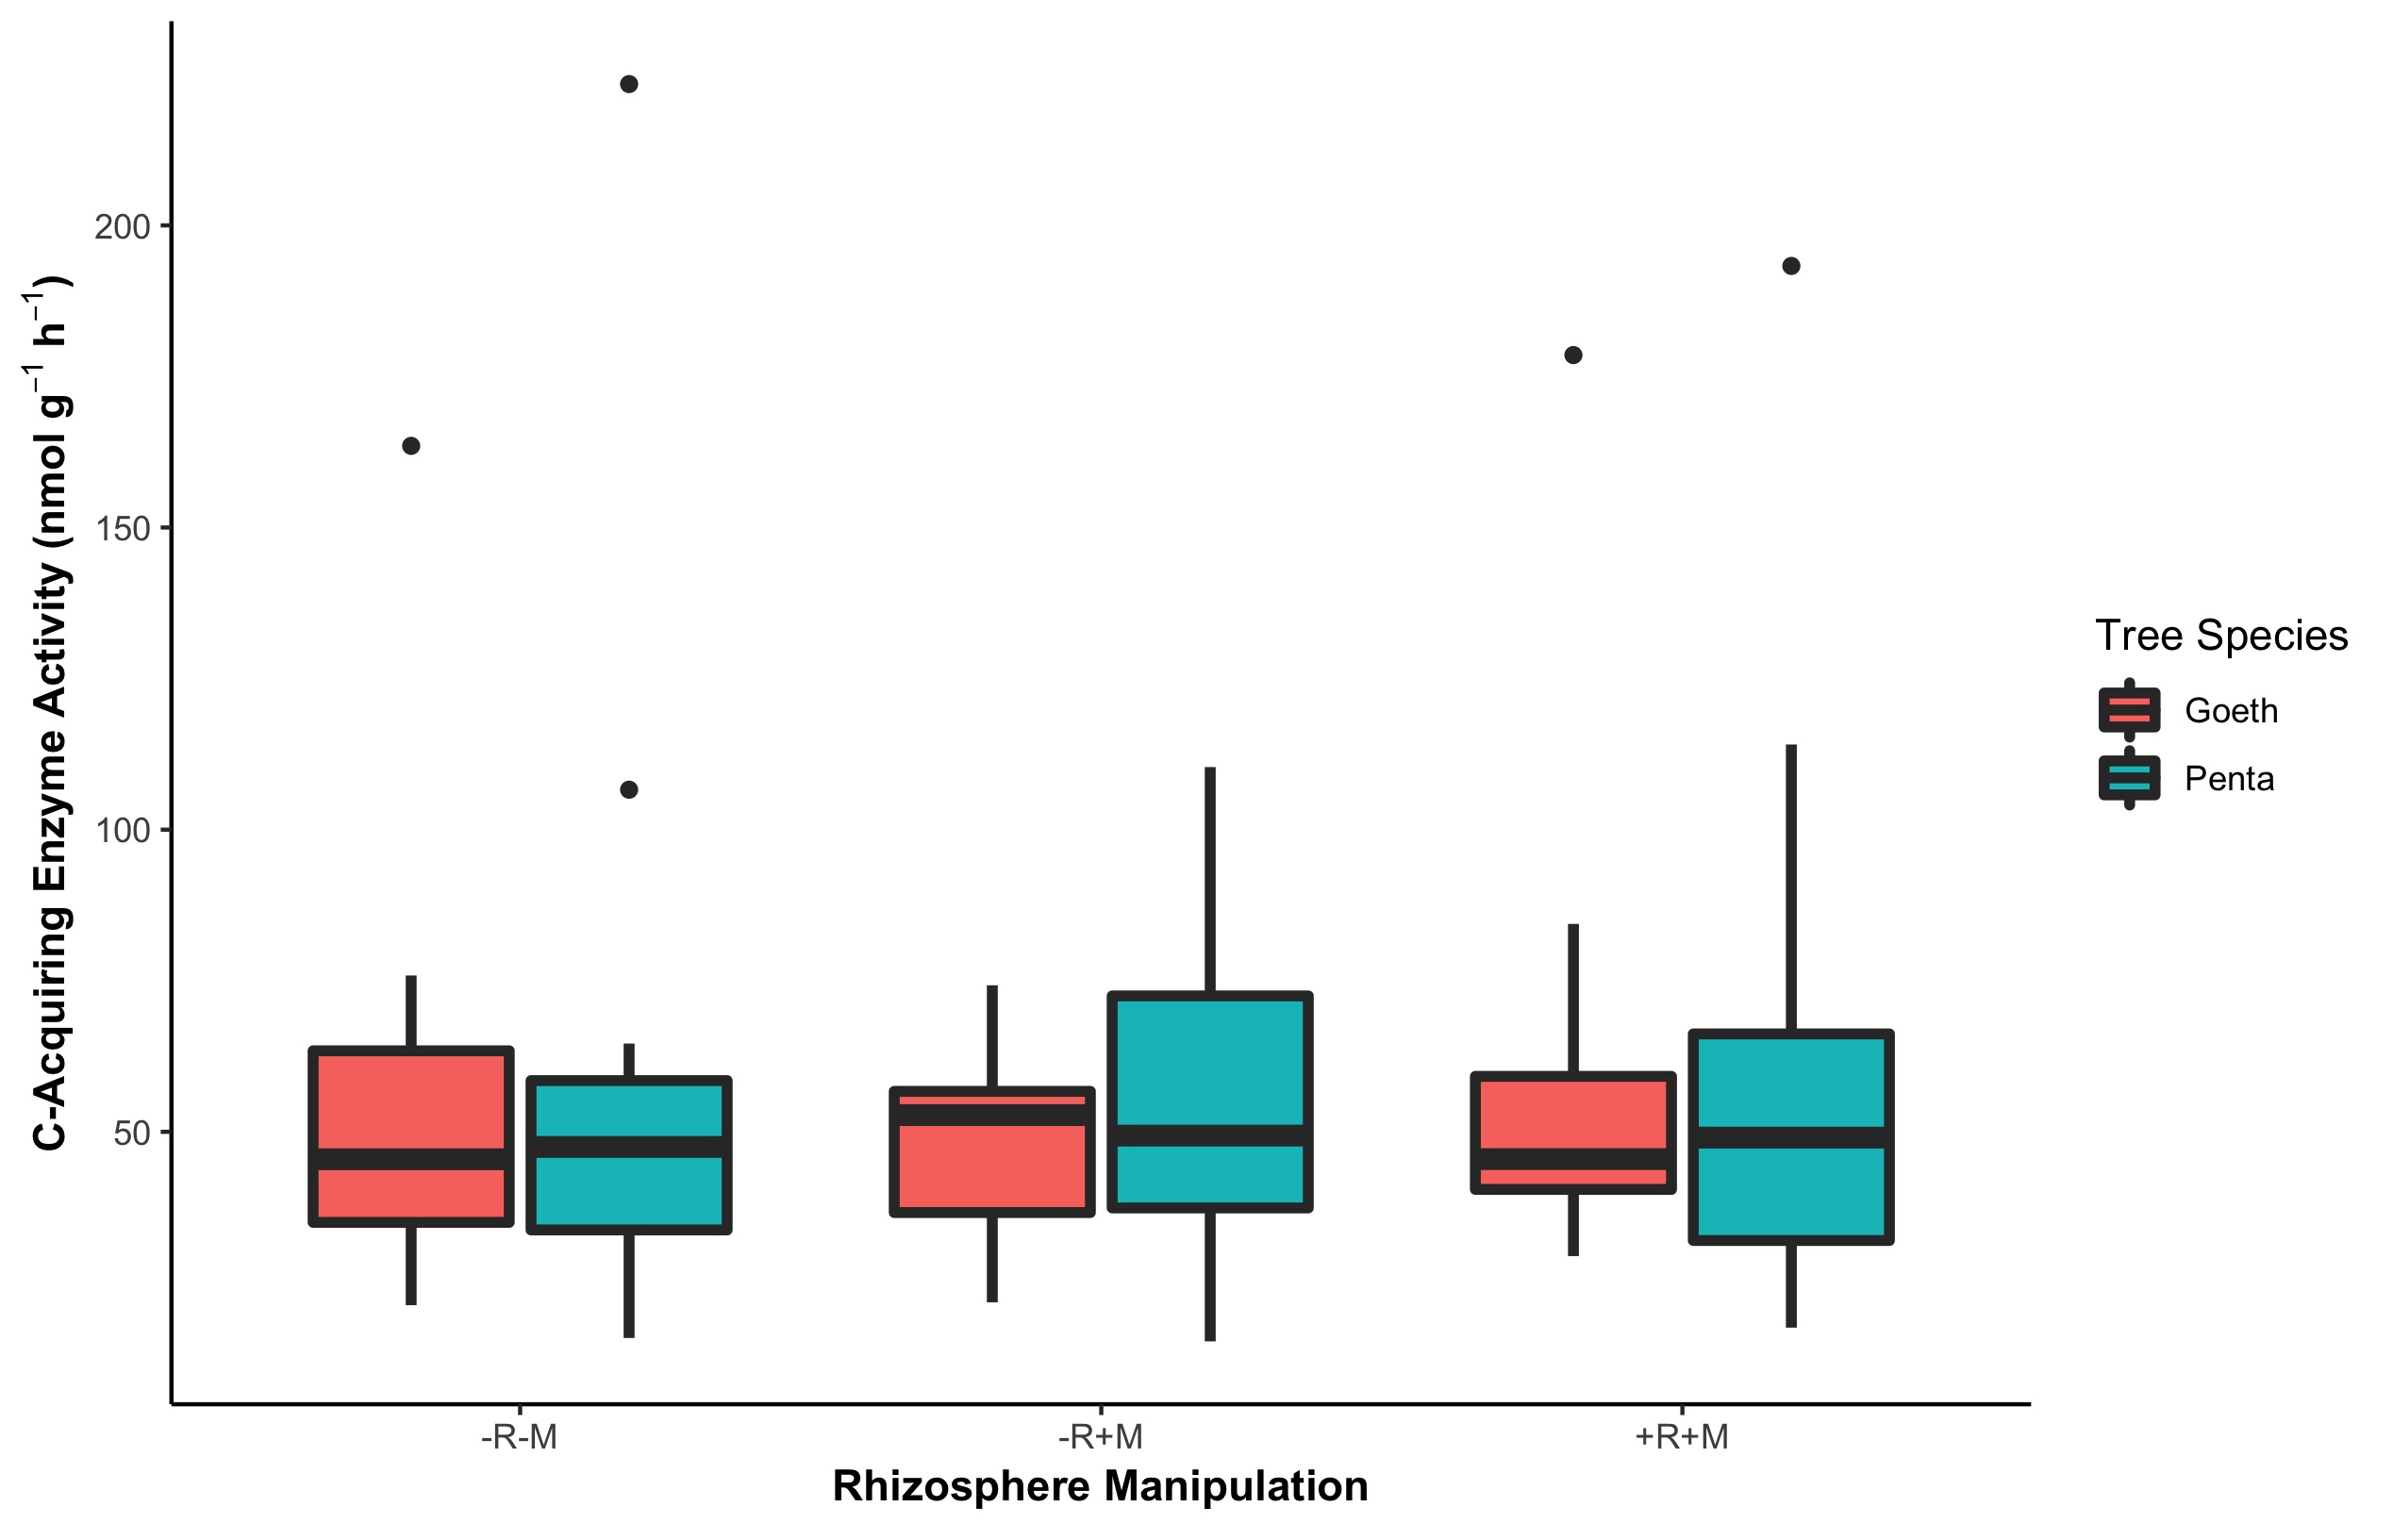 C-Acquiring Enzyme Activity (nmol g⁻¹ h⁻¹)
200
150
100
50
-R-M
-R+M
+R+M
Rhizosphere Manipulation
Tree Species
Goeth
Penta